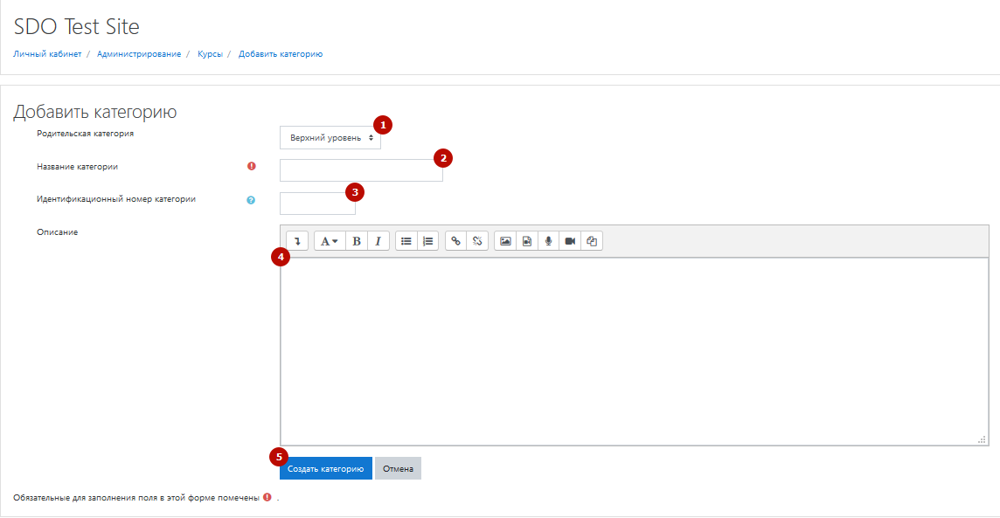 SDO Test Site
Личный кабинет / Администрирование / Курсы / Добавить категорию
Добавить категорию
Родительская категория
Верхний уровень
1
Название категории
2
Идентификационный номер категории
3
Описание
A B I
4
5
Создать категорию Отмена
Обязательные для заполнения поля в этой форме помечены .